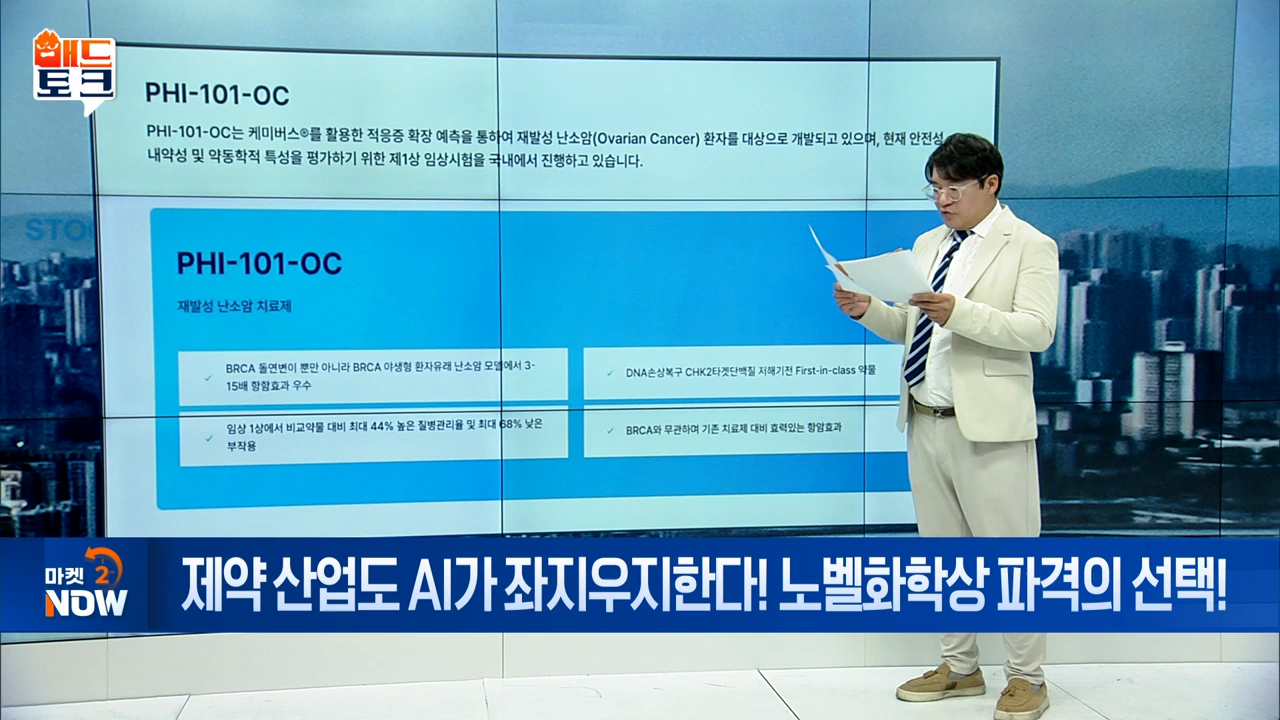 매드
토크
PHI-101-OC
PHI-101-OC는 케미버스®를 활용한 적응증 확장 예측을 통하여 재발성 난소암(Ovarian Cancer) 환자를 대상으로 개발되고 있으며, 현재 안전성,
내약성 및 약동학적 특성을 평가하기 위한 제1상 임상시험을 국내에서 진행하고 있습니다.
PHI-101-OC
재발성 난소암 치료제
✓ BRCA 돌연변이 뿐만 아니라 BRCA 야생형 환자유래 난소암 모델에서 3-
15배 항함효과 우수
✓ DNA손상복구 CHK2타겟단백질 저해기전 First-in-class 약물
✓ 임상 1상에서 비교약물 대비 최대 44% 높은 질병관리율 및 최대 68% 낮은
부작용
✓ BRCA와 무관하며 기존 치료제 대비 효력있는 항암효과
마켓 2
NOW
제약 산업도 AI가 좌지우지한다! 노벨화학상 파격의 선택!